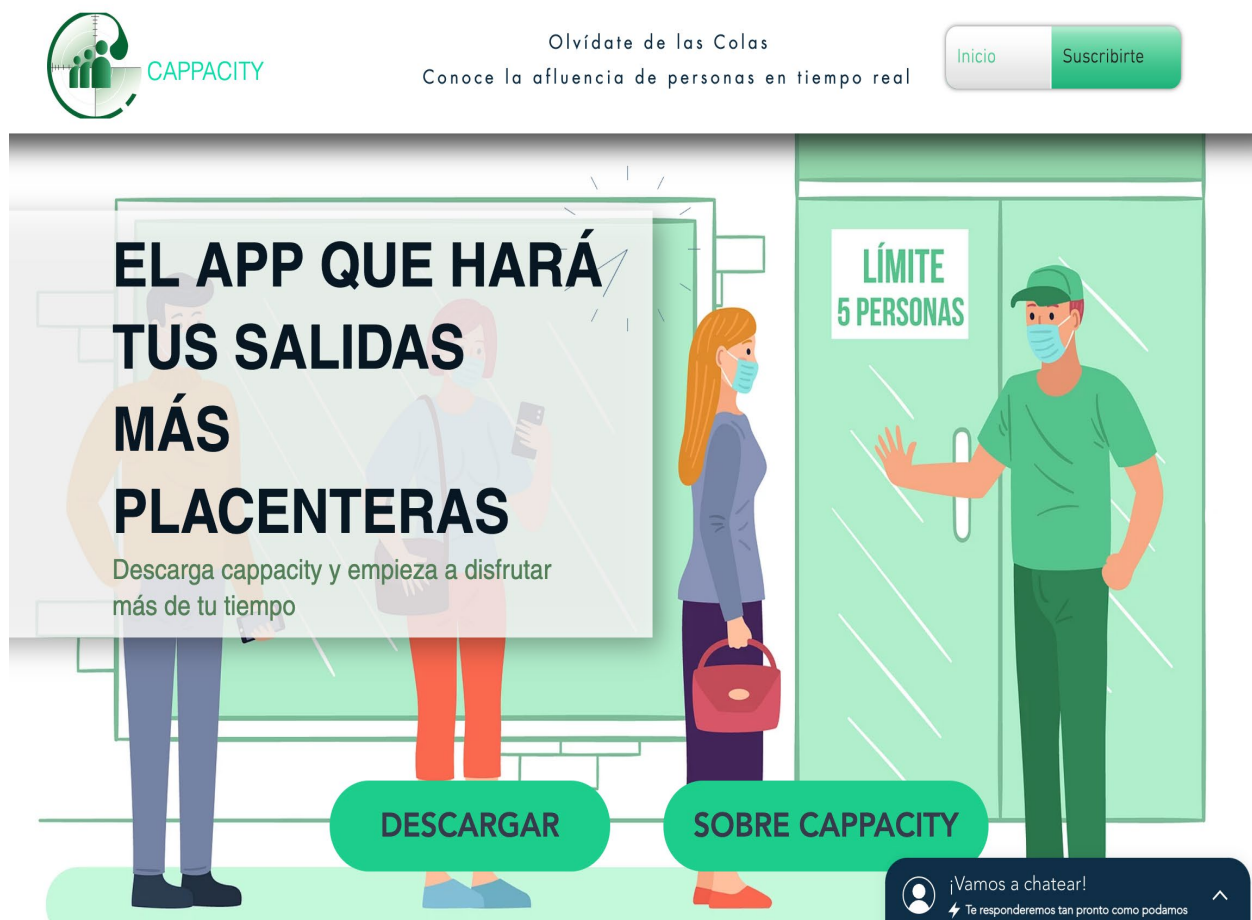 CAPPACITY
Olvídate de las Colas
Conoce la afluencia de personas en tiempo real
Inicio
Suscribirte
EL APP QUE HARÁ
TUS SALIDAS
MÁS
PLACENTERAS
Descarga cappacity y empieza a disfrutar
más de tu tiempo
LÍMITE
5 PERSONAS
DESCARGAR
SOBRE CAPPACITY
¡Vamos a chatear!
Te responderemos tan pronto como podamos